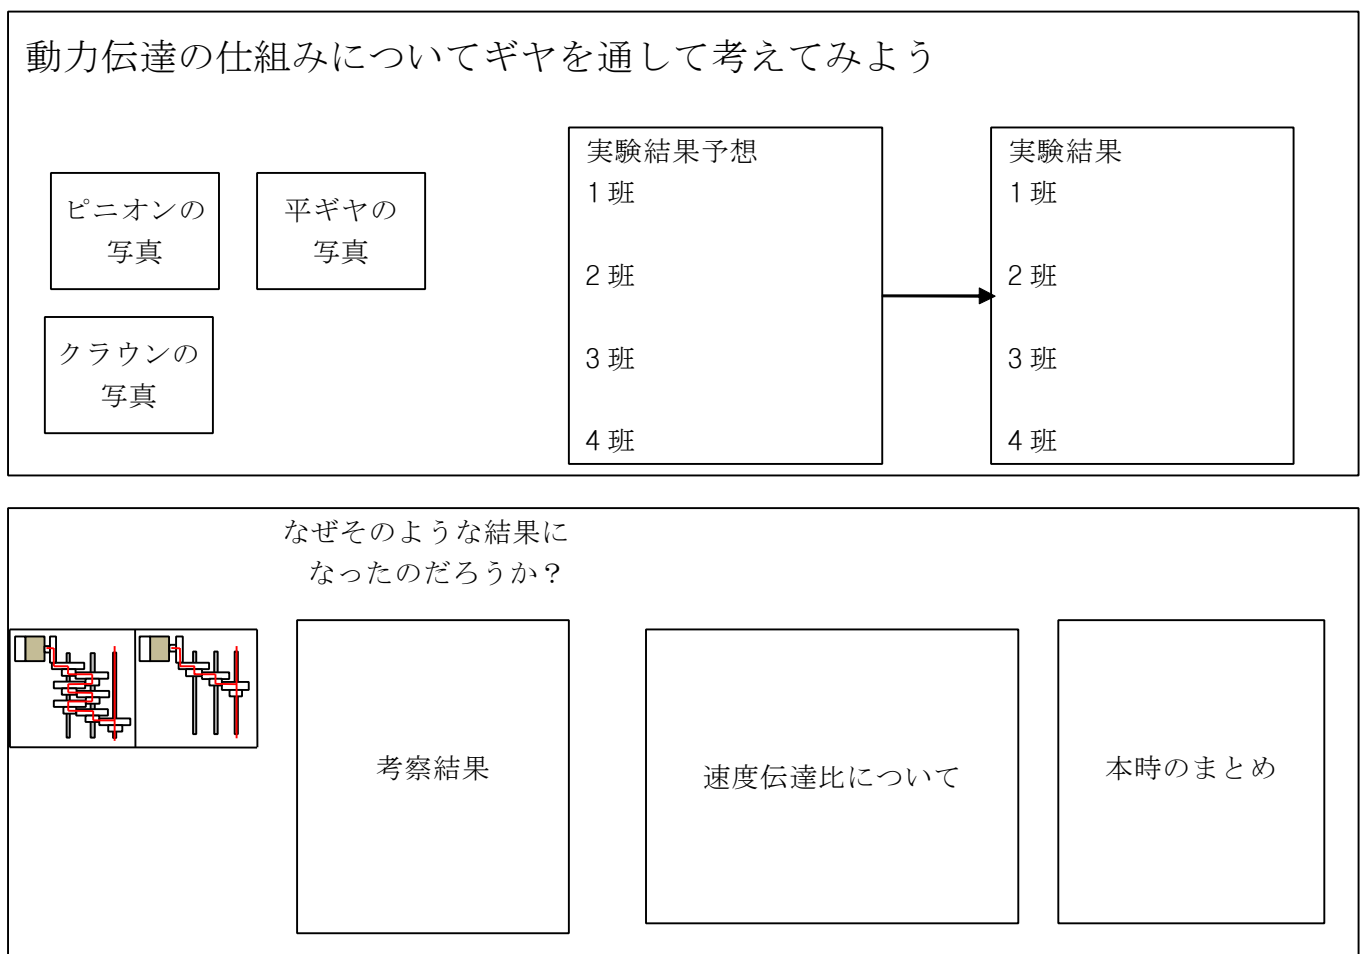 動力伝達の仕組みについてギヤを通して考えてみよう
ピニオンの
写真
平ギヤの
写真
クラウンの
写真
実験結果予想
1班
2班
3班
4班
実験結果
1班
2班
3班
4班
なぜそのような結果に
なったのだろうか？
考察結果
速度伝達比について
本時のまとめ